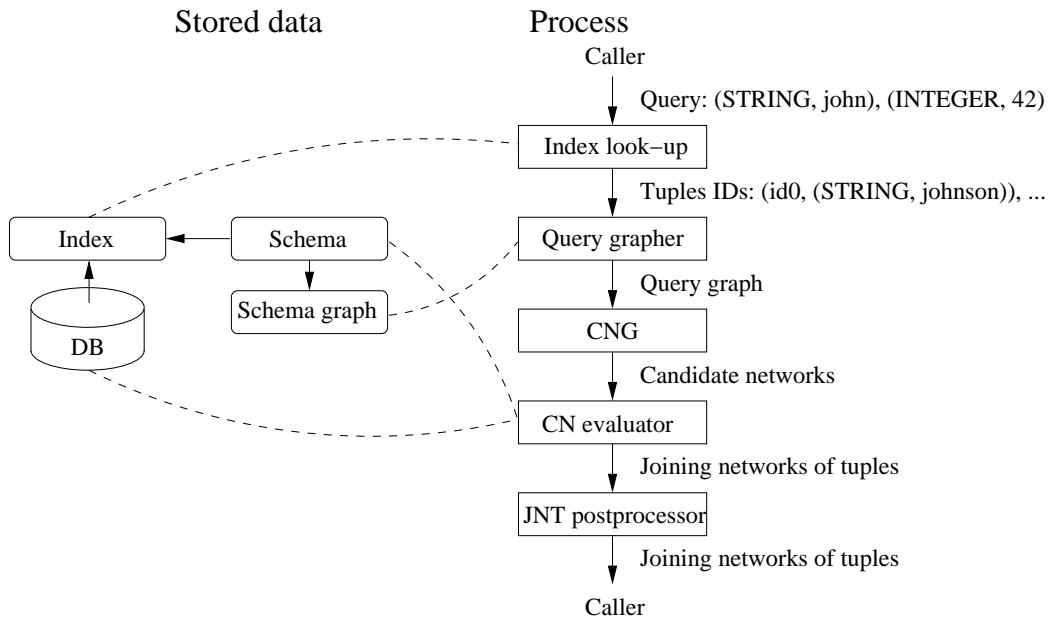 Stored data
Process
Caller
Query: (STRING, john), (INTEGER, 42)
Index look−up
Tuples IDs: (id0, (STRING, johnson)), ...
Index
Schema
Query grapher
Query graph
Schema graph
DB
CNG
Candidate networks
CN evaluator
Joining networks of tuples
JNT postprocessor
Joining networks of tuples
Caller